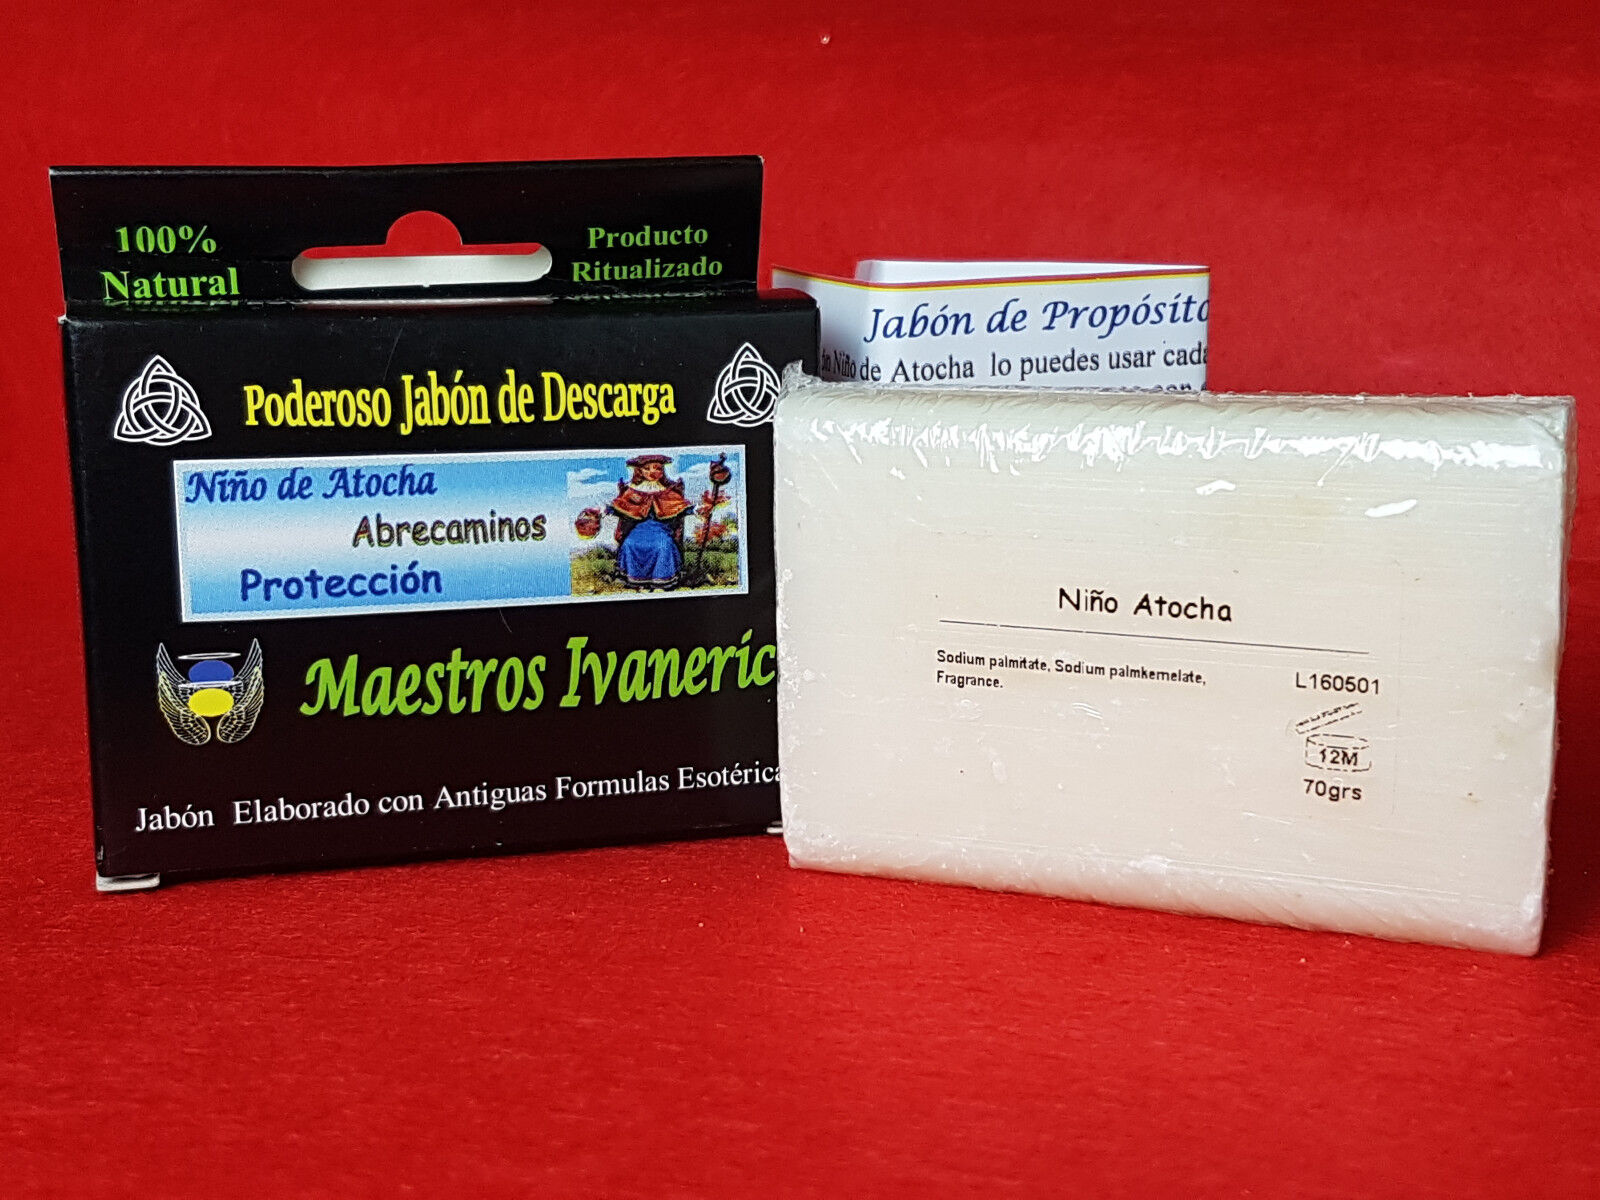 100%
Natural
Producto
Ritualizado
Poderoso Jabón de Descarga
Niño de Atocha
Abrecaminos
Protección
Maestros Ivaneric
Jabón Elaborado con Antiguas Formulas
Jabón de Propósito
Niño de Atocha lo puedes usar
Niño Atocha
Sodium palmitate, Sodium palmkernelate,
Fragrance.
L160501
12M
70grs